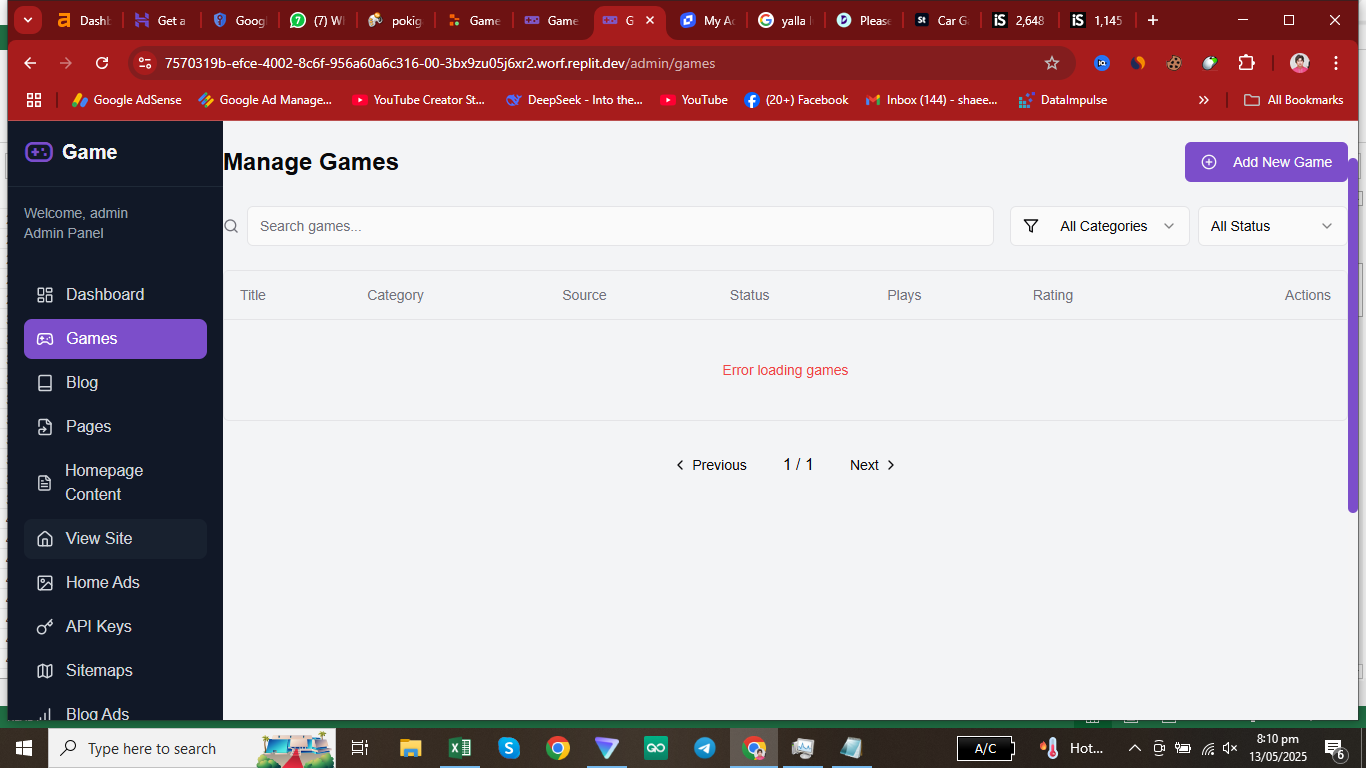 Dashb
Get a
Googl
(7) W
pokig
Game
Game
G
My Ac
yalla l
Please
Car G
2,648
1,145
7570319b-efce-4002-8c6f-956a60a6c316-00-3bx9zu05j6xr2.worf.replit.dev/admin/games
Google AdSense
Google Ad Manage...
YouTube Creator St...
DeepSeek - Into the...
YouTube
(20+) Facebook
Inbox (144) - shaee...
DataImpulse
All Bookmarks
Game
Manage Games
Add New Game
Welcome, admin
Admin Panel
Search games...
All Categories
All Status
Dashboard
Games
Blog
Pages
Homepage
Content
View Site
Home Ads
API Keys
Sitemaps
Blog Ads
Title
Category
Source
Status
Plays
Rating
Actions
Error loading games
Previous
1 / 1
Next
Type here to search
A/C
Hot...
8:10 pm
13/05/2025
6